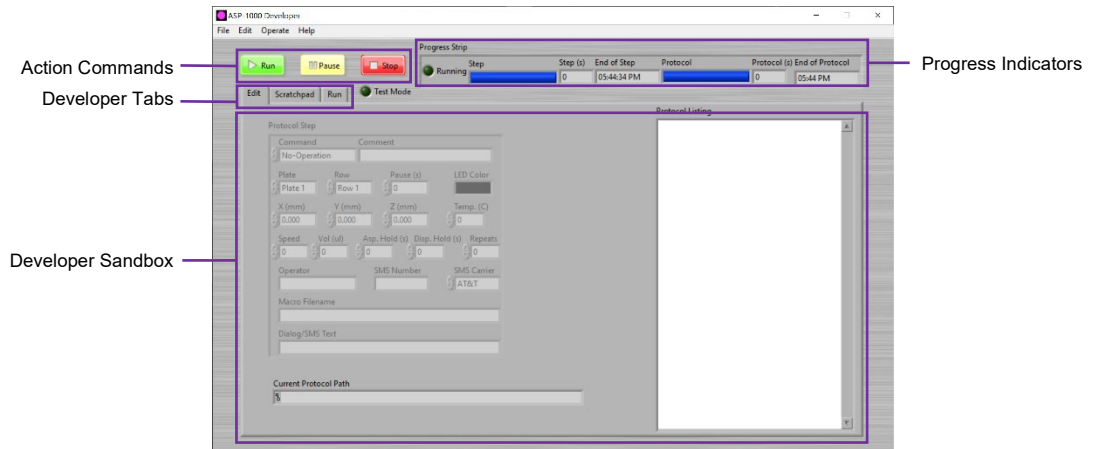 ASP-1000 Developer
File Edit Operate Help
Action Commands
Run Pause Stop
Progress Strip
Running
Step Step (s) End of Step Protocol Protocol (s) End of Protocol
0 05:44:34 PM 0 05:44 PM
Progress Indicators
Developer Tabs
Edit Scratchpad Run Test Mode
Protocol Listing
Protocol Step
Command Comment
No-Operation
Plate Row Pause (s) LED Color
Plate 1 Row 1 0
X (mm) Y (mm) Z (mm) Temp. (C)
0.000 0.000 0.000 0
Speed Vol (ul) Asp. Hold (s) Disp. Hold (s) Repeats
0 0 0 0 0
Developer Sandbox
Operator SMS Number SMS Carrier
AT&T
Macro Filename
Dialog/SMS Text
Current Protocol Path